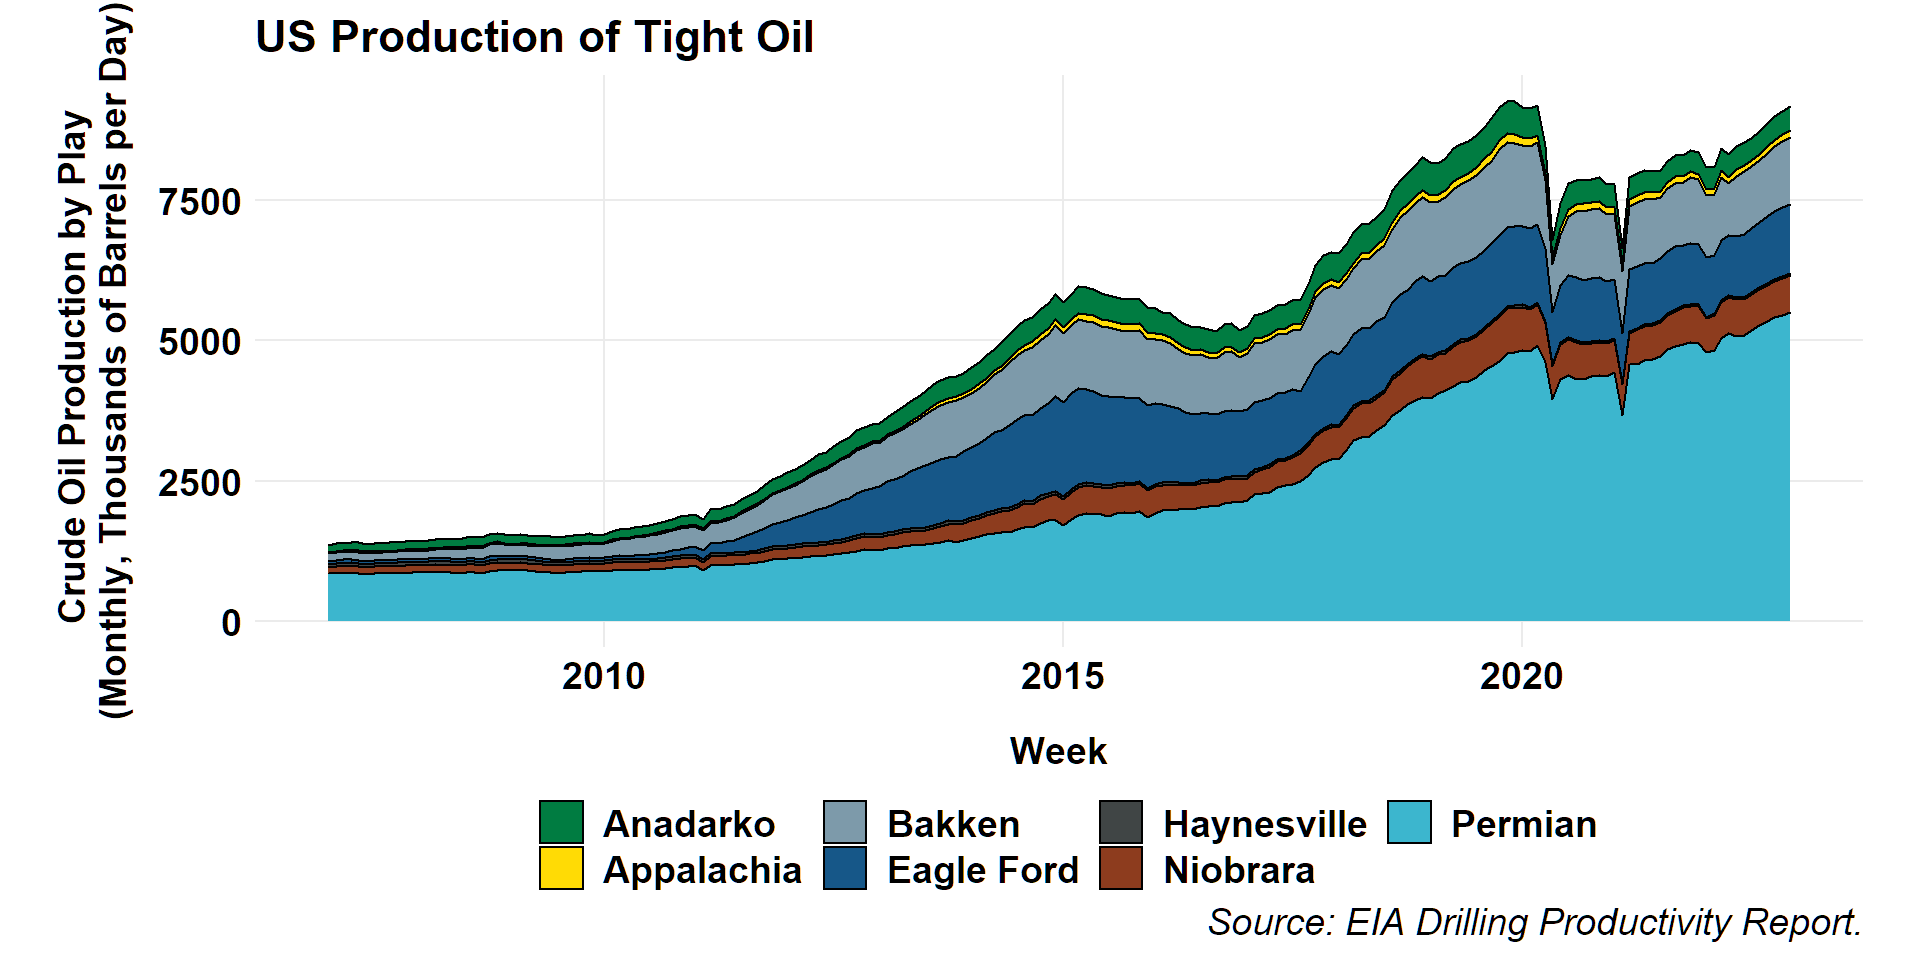 US Production of Tight Oil
Crude Oil Production by Play
(Monthly, Thousands of Barrels per Day)
7500
5000
2500
0
2010
2015
2020
Week
Anadarko
Bakken
Haynesville
Permian
Appalachia
Eagle Ford
Niobrara
Source: EIA Drilling Productivity Report.